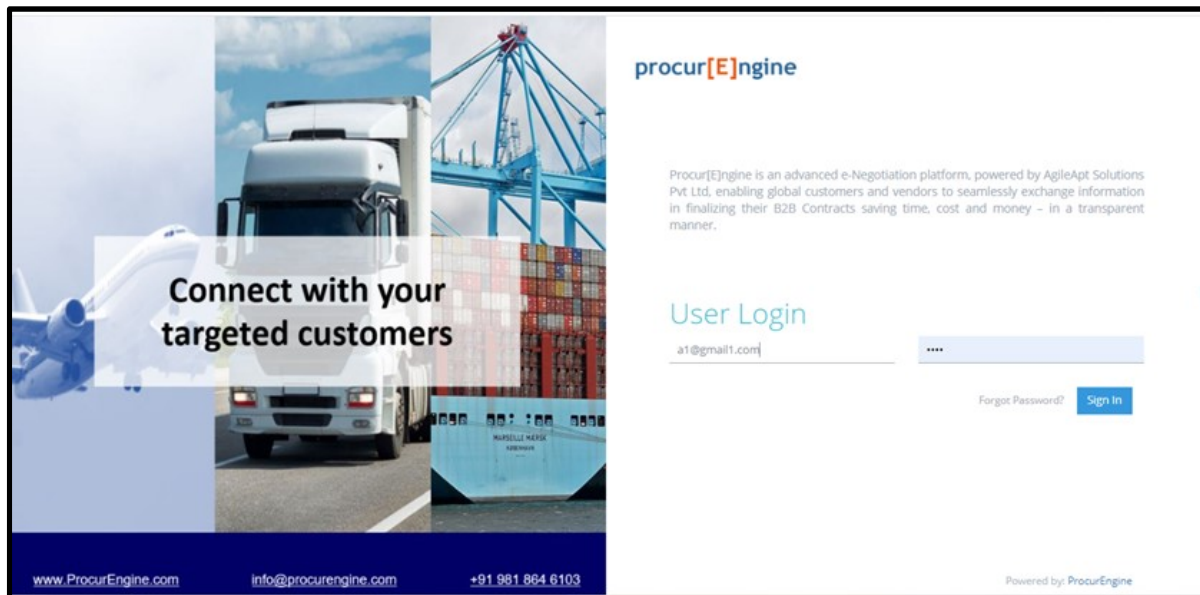 Connect with your
targeted customers
MARSEILLE MÆRSK
KØBENHAVN
www.ProcurEngine.com
info@procurengine.com
+91 981 864 6103
procur[E]ngine
Procur[E]ngine is an advanced e-Negotiation platform, powered by AgileApt Solutions
Pvt Ltd, enabling global customers and vendors to seamlessly exchange information
in finalizing their B2B Contracts saving time, cost and money – in a transparent
manner.
User Login
a1@gmail1.com
••••
Forgot Password?
Sign In
Powered by: ProcurEngine